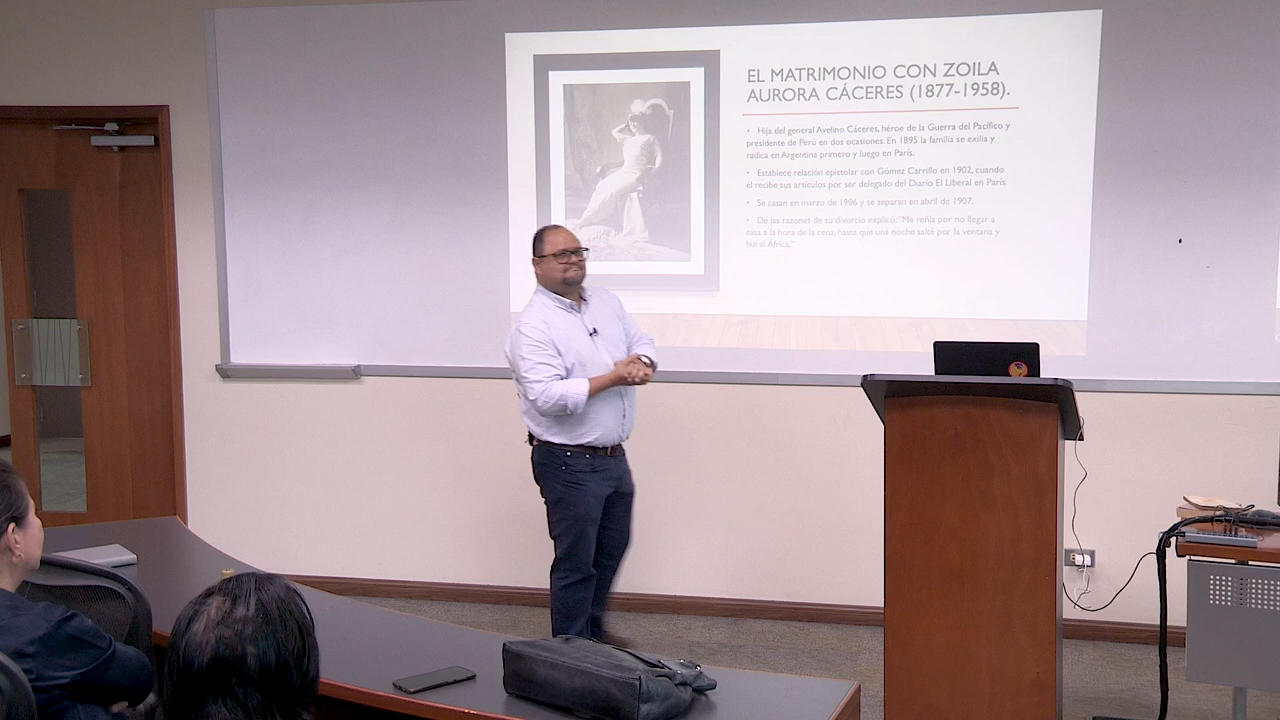 EL MATRIMONIO CON ZOILA
AURORA CÁCERES (1877-1958).
• Hija del general Avelino Cáceres, héroe de la Guerra del Pacífico y
presidente de Perú en dos ocasiones. En 1895 la familia se exilia y
radica en Argentina primero y luego en París.
• Establece relación epistolar con Gómez Carrillo en 1902, cuando
él recibe sus artículos por ser delegado del Diario El Liberal en París.
• Se casan en marzo de 1906 y se separan en abril de 1907.
• De las razones de su divorcio explicó: "Me reñía por no llegar a
casa a la hora de la cena, hasta que una noche salté por la ventana y
huí al África."